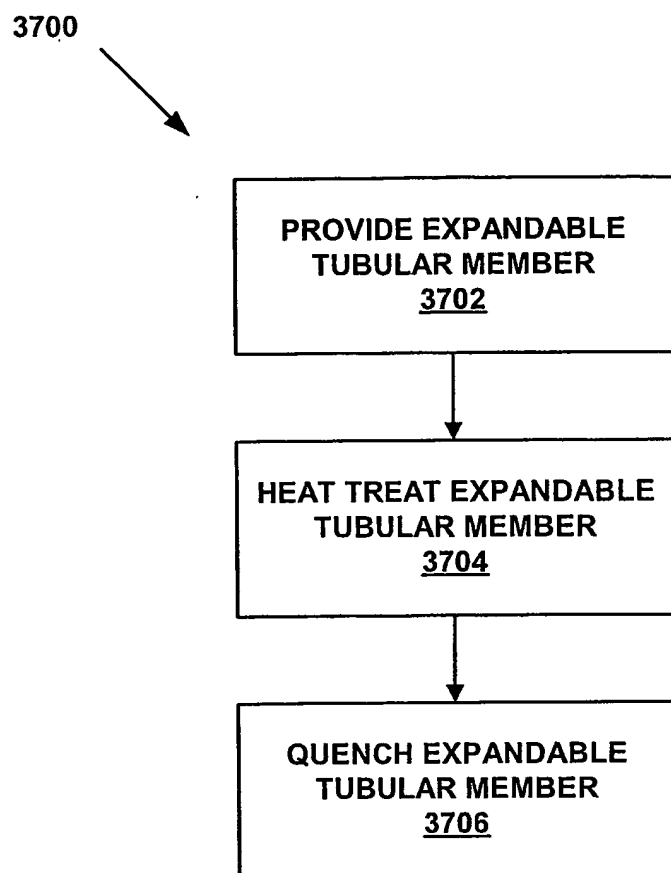 3700
PROVIDE EXPANDABLE
TUBULAR MEMBER
3702
HEAT TREAT EXPANDABLE
TUBULAR MEMBER
3704
QUENCH EXPANDABLE
TUBULAR MEMBER
3706